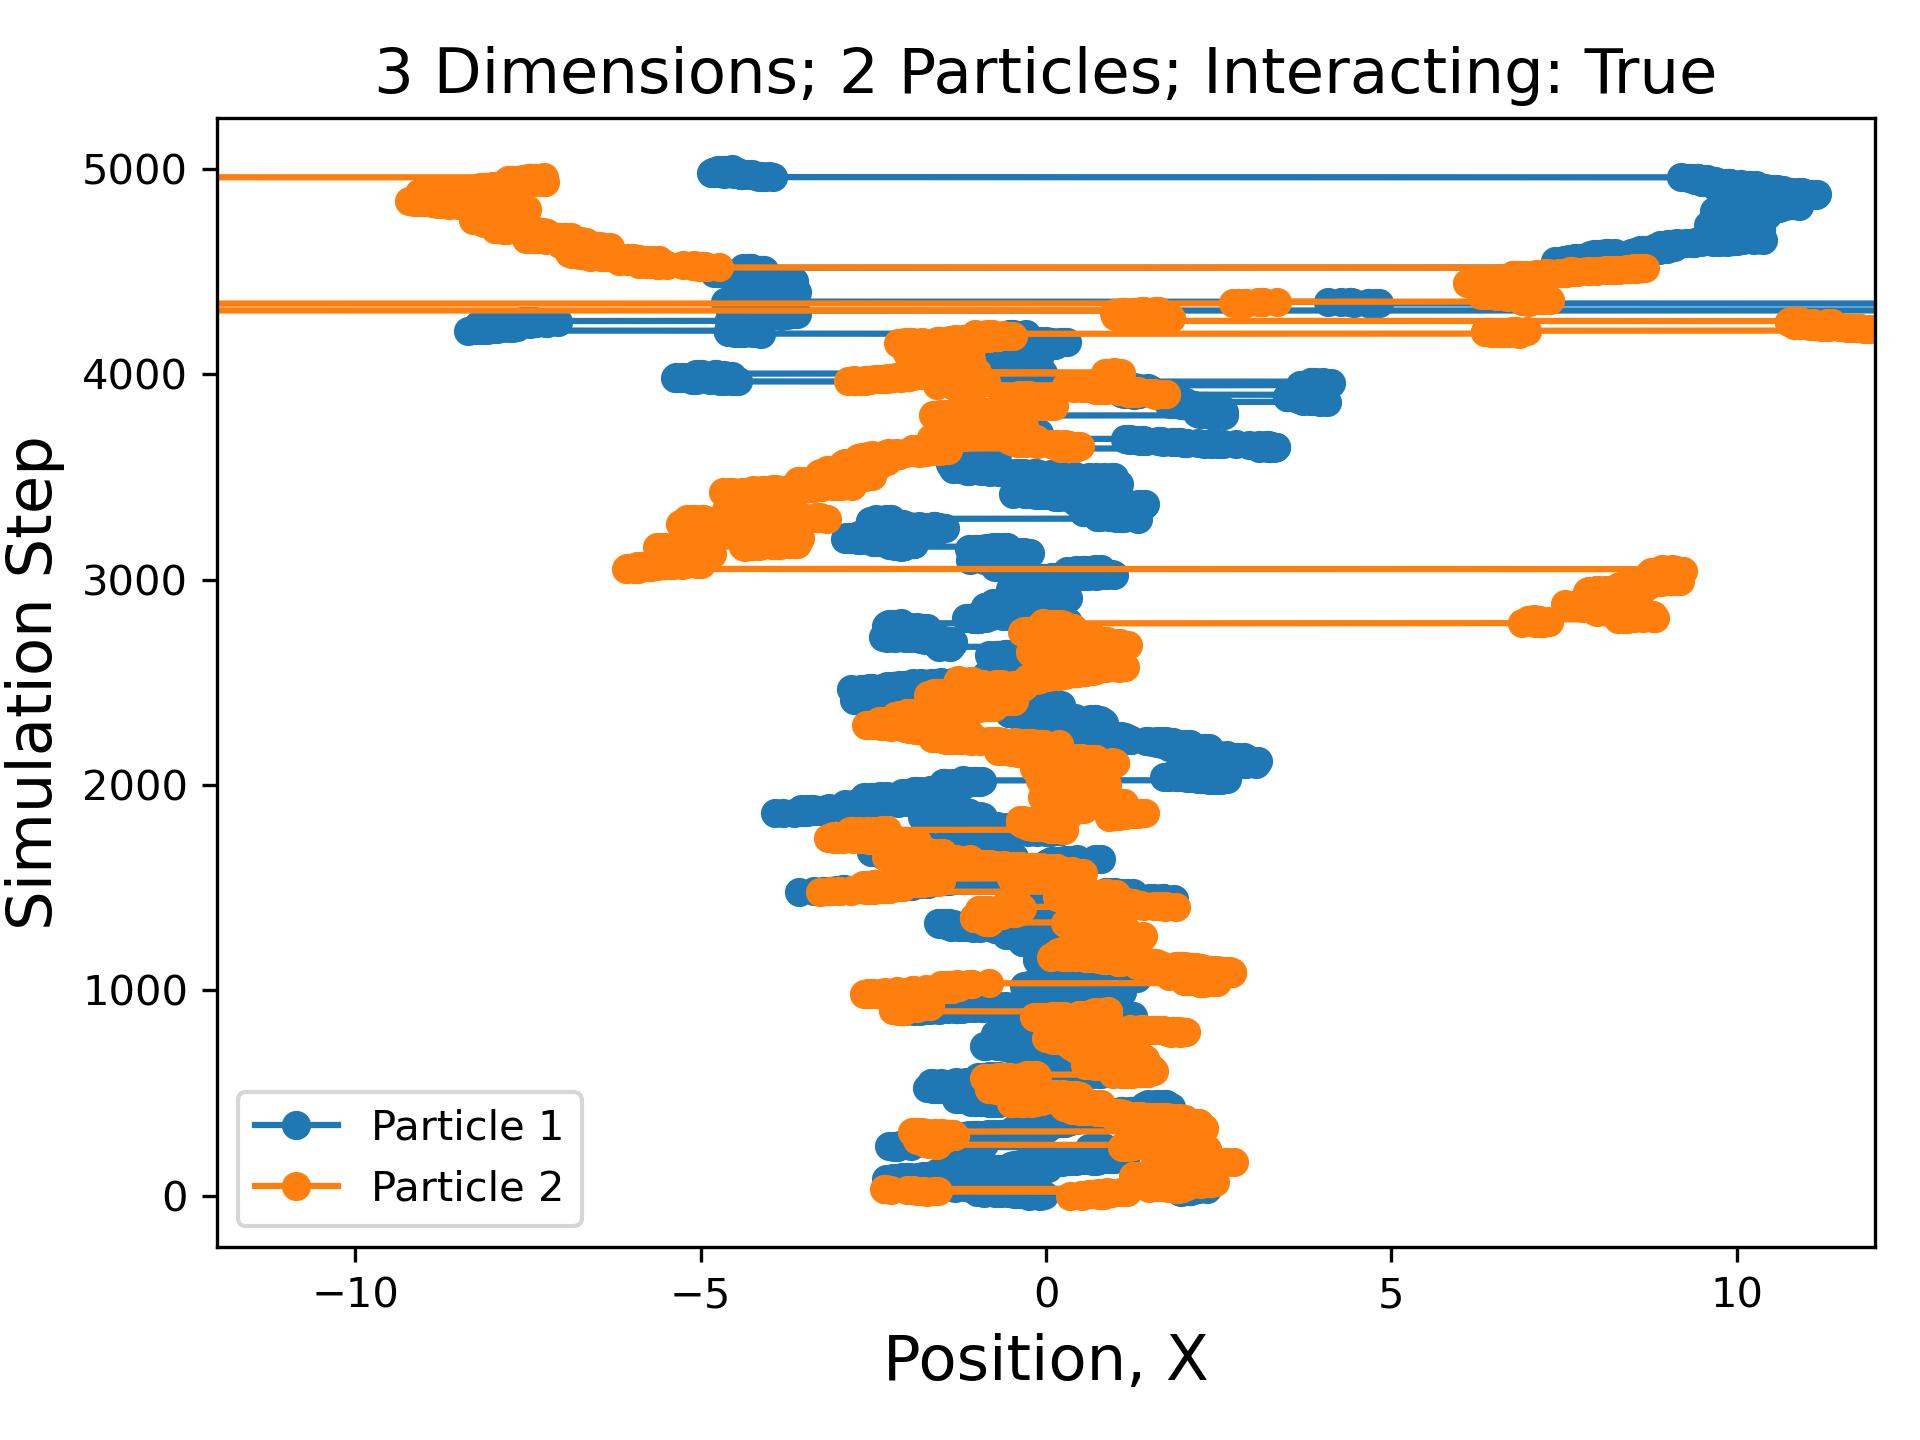 3 Dimensions; 2 Particles; Interacting: True
Simulation Step
5000
4000
3000
2000
1000
0
Particle 1
Particle 2
−10
−5
0
5
10
Position, X